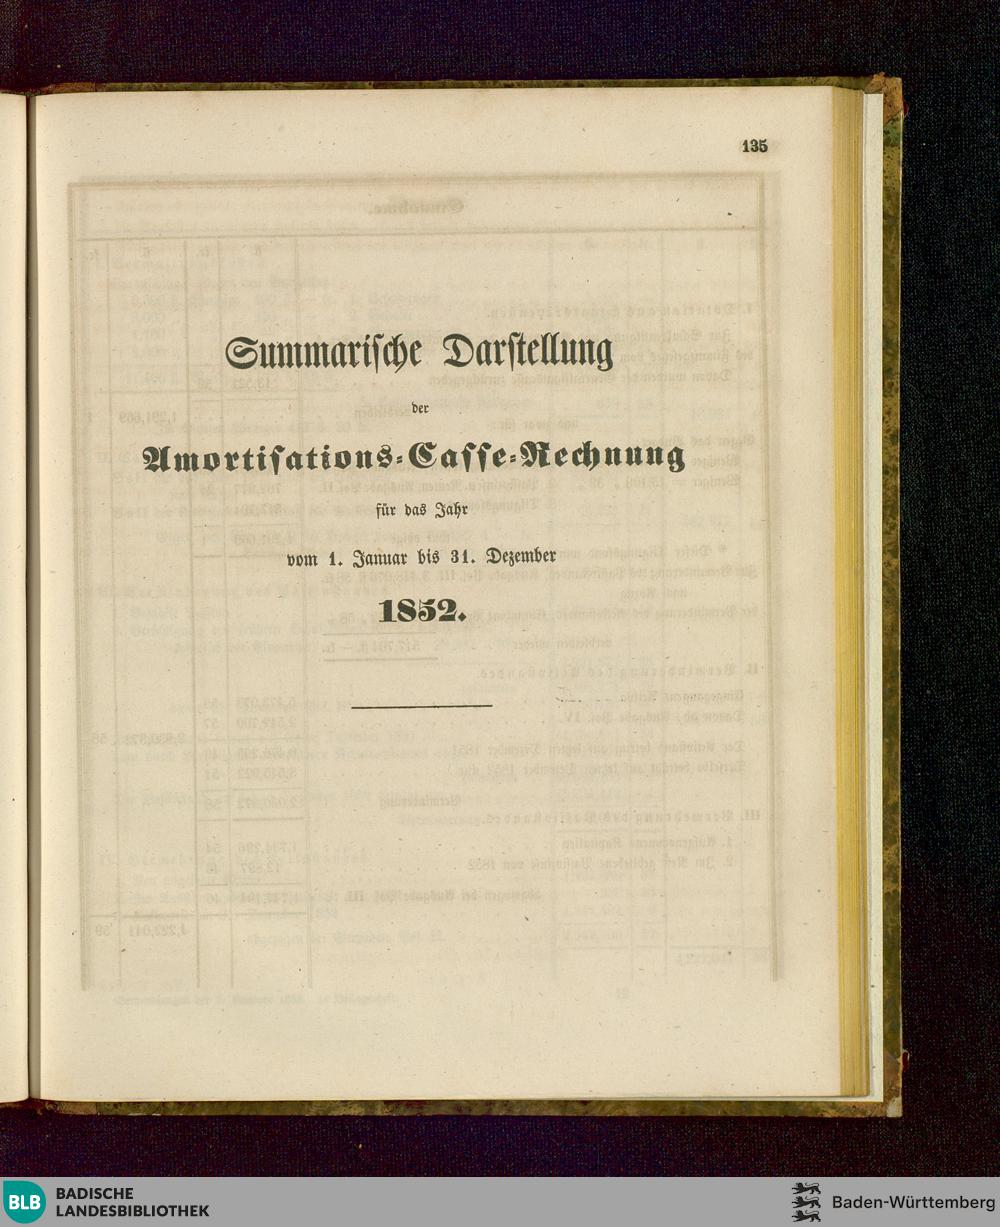 135
Summarische Darstellung
der
Amortisations-Casse-Rechnung
für das Jahr
vom 1. Januar bis 31. Dezember
1852.
BLB
BADISCHE
LANDESBIBLIOTHEK
Baden-Württemberg